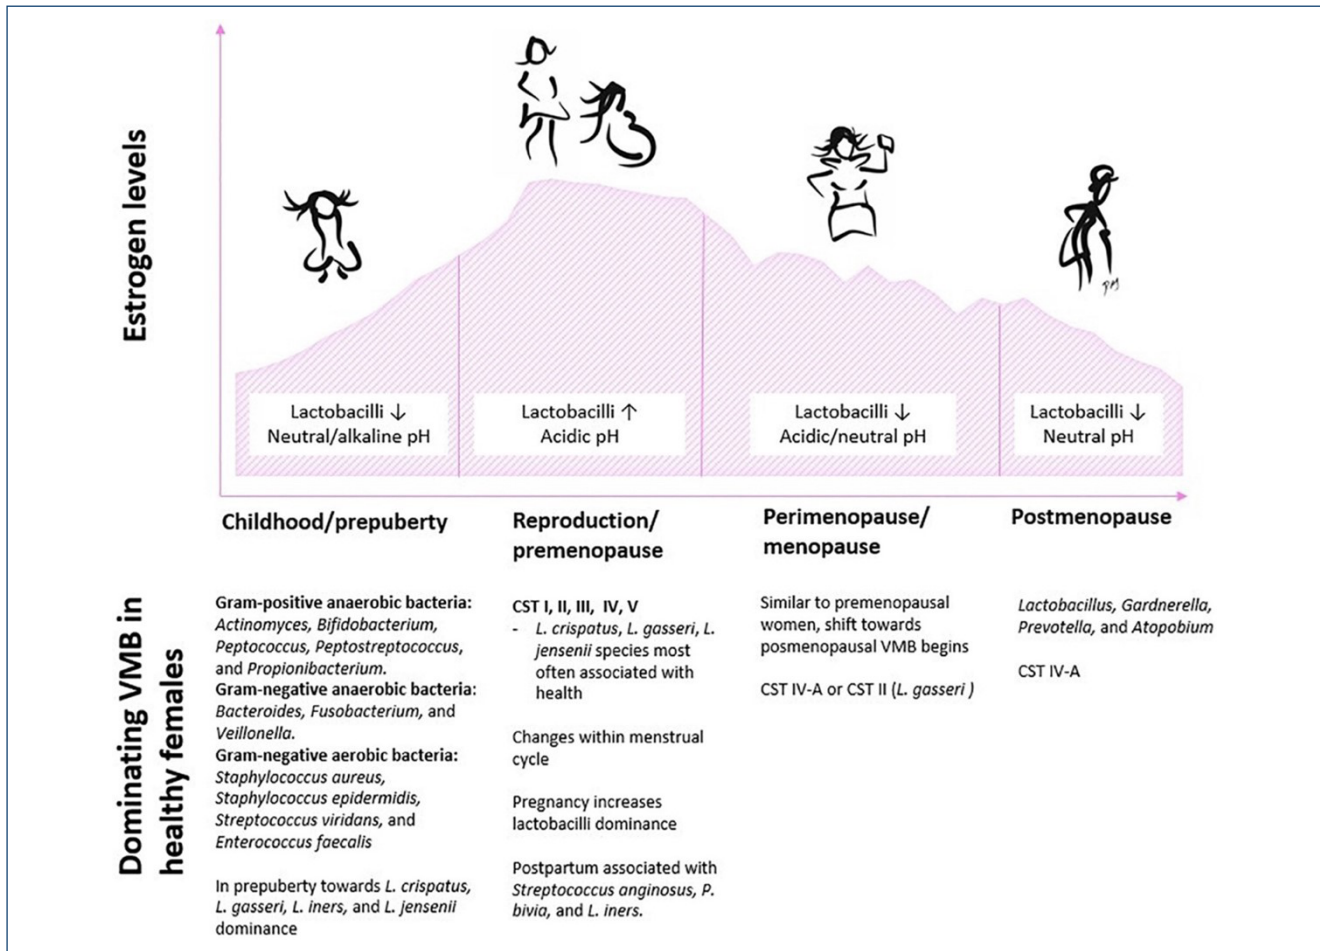 Estrogen levels
Lactobacilli ↓
Neutral/alkaline pH
Lactobacilli ↑
Acidic pH
Lactobacilli ↓
Acidic/neutral pH
Lactobacilli ↓
Neutral pH
Childhood/prepuberty
Reproduction/
premenopause
Perimenopause/
menopause
Postmenopause
Dominating VMB in
healthy females
Gram-positive anaerobic bacteria:
Actinomyces, Bifidobacterium,
Peptococcus, Peptostreptococcus,
and Propionibacterium.
Gram-negative anaerobic bacteria:
Bacteroides, Fusobacterium, and
Veillonella.
Gram-negative aerobic bacteria:
Staphylococcus aureus,
Staphylococcus epidermidis,
Streptococcus viridans, and
Enterococcus faecalis
In prepuberty towards L. crispatus,
L. gasseri, L. iners, and L. jensenii
dominance
CST I, II, III, IV, V
- L. crispatus, L. gasseri, L.
jensenii species most
often associated with
health
Changes within menstrual
cycle
Pregnancy increases
lactobacilli dominance
Postpartum associated with
Streptococcus anginosus, P.
bivia, and L. iners.
Similar to premenopausal
women, shift towards
posmenopausal VMB begins
CST IV-A or CST II (L. gasseri )
Lactobacillus, Gardnerella,
Prevotella, and Atopobium
CST IV-A